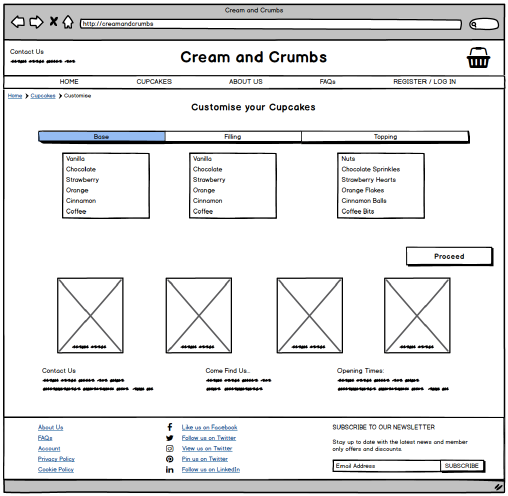 Cream and Crumbs
http://creamandcrumbs
Contact Us
Cream and Crumbs
HOME CUPCAKES ABOUT US FAQs REGISTER / LOG IN
Home > Cupcakes > Customise
Customise your Cupcakes
Base Filling Topping
Vanilla
Chocolate
Strawberry
Orange
Cinnamon
Coffee
Vanilla
Chocolate
Strawberry
Orange
Cinnamon
Coffee
Nuts
Chocolate Sprinkles
Strawberry Hearts
Orange Flakes
Cinnamon Balls
Coffee Bits
Proceed
Contact Us
Come Find Us..
Opening Times:
About Us
FAQs
Account
Privacy Policy
Cookie Policy
Like us on Facebook
Follow us on Twitter
View us on Twitter
Pin us on Twitter
Follow us on LinkedIn
SUBSCRIBE TO OUR NEWSLETTER
Stay up to date with the latest news and member
only offers and discounts.
Email Address SUBSCRIBE